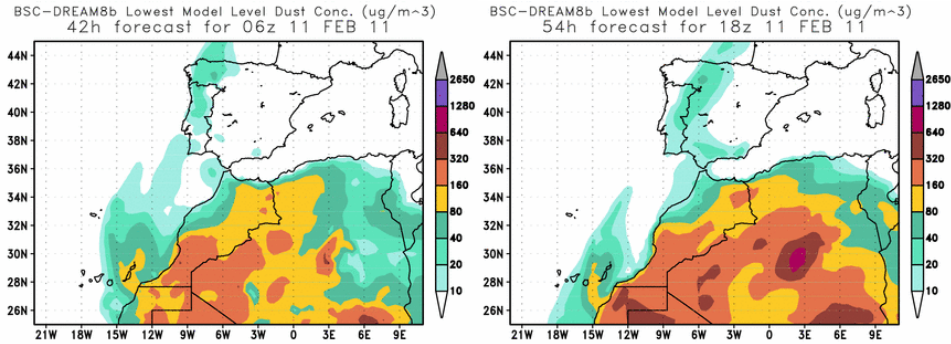 BSC-DREAM8b Lowest Model Level Dust Conc. (ug/m^3)
42h forecast for 06z 11 FEB 11
44N
42N
40N
38N
36N
34N
32N
30N
28N
26N
21W 18W 15W 12W 9W 6W 3W 0 3E 6E 9E
2650
1280
640
320
160
80
40
20
10
BSC-DREAM8b Lowest Model Level Dust Conc. (ug/m^3)
54h forecast for 18z 11 FEB 11
44N
42N
40N
38N
36N
34N
32N
30N
28N
26N
21W 18W 15W 12W 9W 6W 3W 0 3E 6E 9E
2650
1280
640
320
160
80
40
20
10